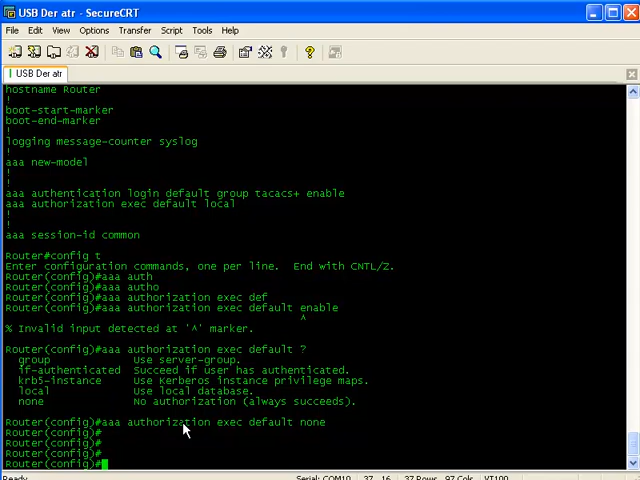 USB Der atr - SecureCRT
File Edit View Options Transfer Script Tools Help
USB Der atr
hostname Router
!
boot-start-marker
boot-end-marker
!
logging message-counter syslog
!
aaa new-model
!
!
aaa authentication login default group tacacs+ enable
aaa authorization exec default local
!
!
aaa session-id common
Router#config t
Enter configuration commands, one per line.  End with CNTL/Z.
Router(config)#aaa auth
Router(config)#aaa autho
Router(config)#aaa authorization exec def
Router(config)#aaa authorization exec default enable
^
% Invalid input detected at '^' marker.
Router(config)#aaa authorization exec default ?
group Use server-group.
if-authenticated Succeed if user has authenticated.
krb5-instance Use Kerberos instance privilege maps.
local Use local database.
none No authorization (always succeeds).
Router(config)#aaa authorization exec default none
Router(config)#
Router(config)#
Router(config)#
Router(config)#
Ready Serial: COM10 37, 16 37 Rows, 97 Cols VT100